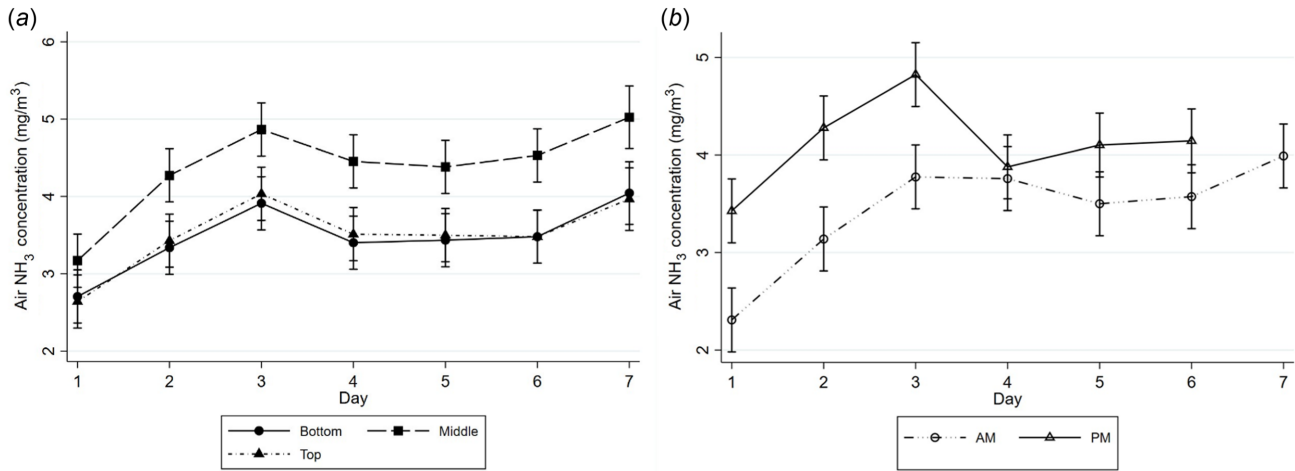 (a)
Air NH3 concentration (mg/m3)
6
5
4
3
2
1 2 3 4 5 6 7
Day
Bottom Middle
Top
(b)
Air NH3 concentration (mg/m3)
5
4
3
2
1 2 3 4 5 6 7
Day
AM PM